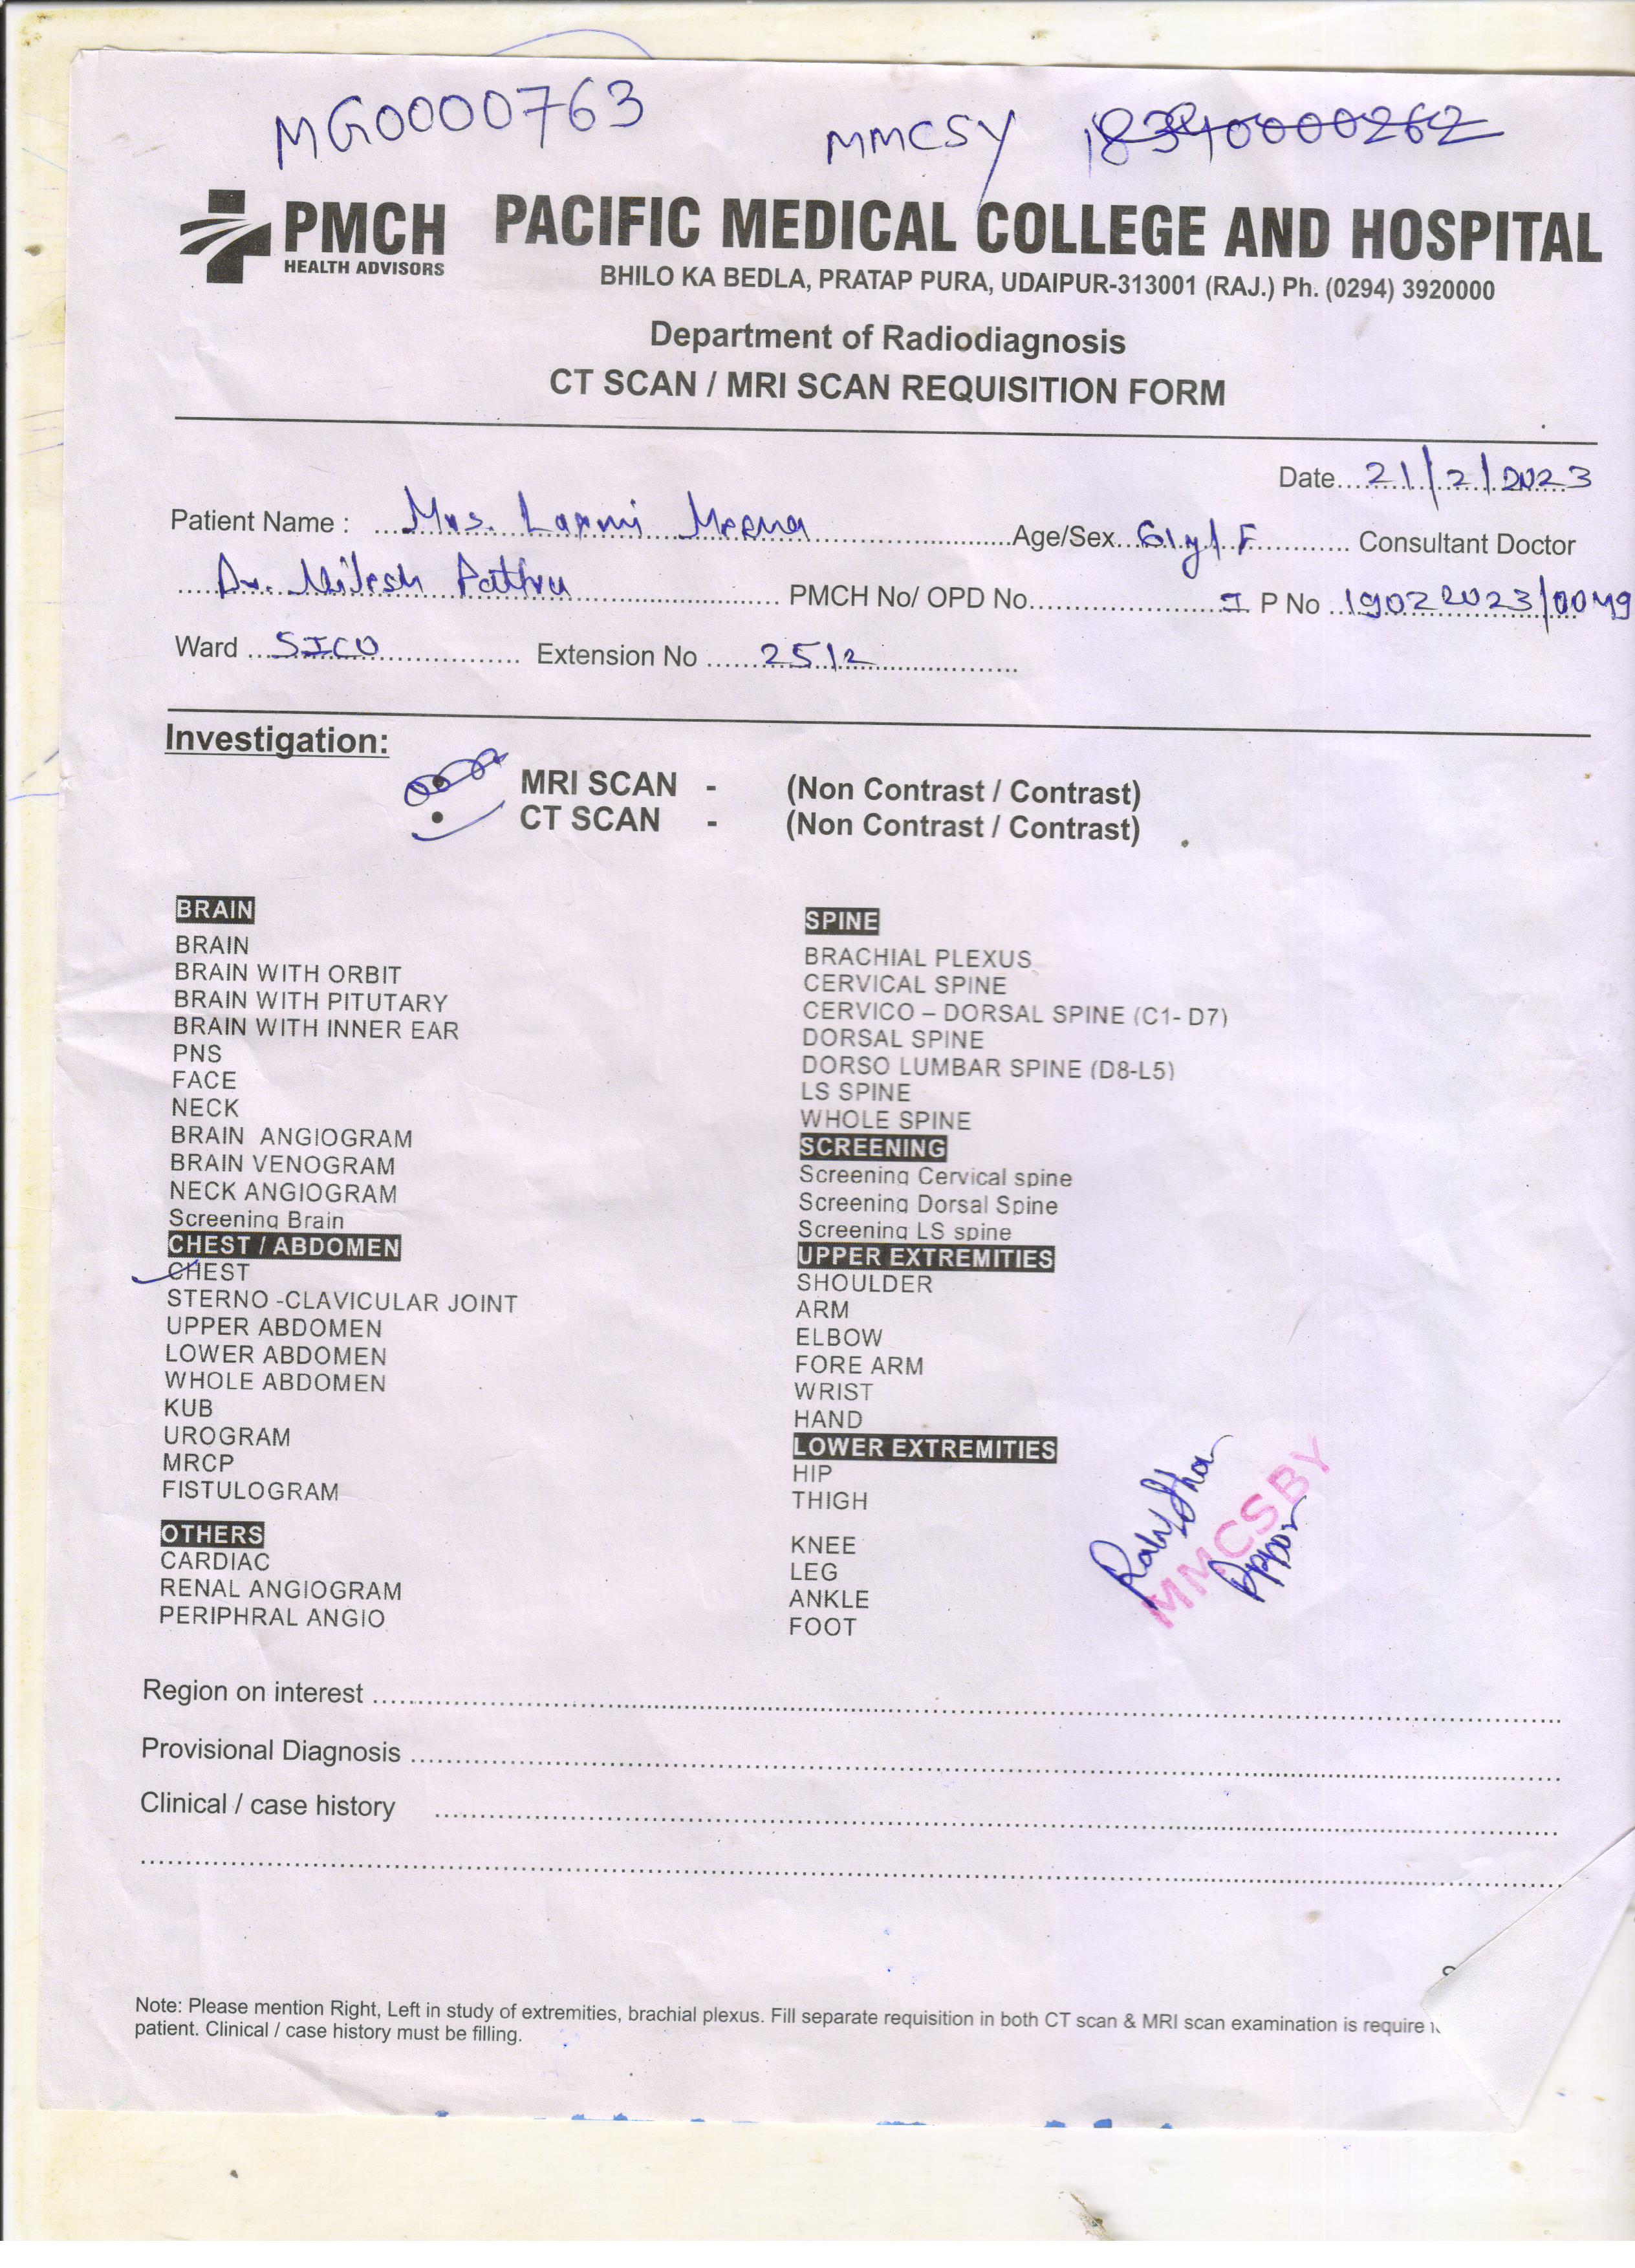 MG0000763 MMCSY
PMCH
HEALTH ADVISORS
PACIFIC MEDICAL COLLEGE AND HOSPITAL
BHILO KA BEDLA, PRATAP PURA, UDAIPUR-313001 (RAJ.) Ph. (0294) 3920000
Department of Radiodiagnosis
CT SCAN / MRI SCAN REQUISITION FORM
Date 21/2/2023
Patient Name : Mrs. Laxmi Meena Age/Sex 61y/F Consultant Doctor
Dr. Nilesh PMCH No/ OPD No. I P No 19022023/0049
Ward SICU Extension No 2512
Investigation:
• MRI SCAN - (Non Contrast / Contrast)
• CT SCAN - (Non Contrast / Contrast)
BRAIN
BRAIN
BRAIN WITH ORBIT
BRAIN WITH PITUTARY
BRAIN WITH INNER EAR
PNS
FACE
NECK
BRAIN ANGIOGRAM
BRAIN VENOGRAM
NECK ANGIOGRAM
Screening Brain
CHEST / ABDOMEN
CHEST
STERNO -CLAVICULAR JOINT
UPPER ABDOMEN
LOWER ABDOMEN
WHOLE ABDOMEN
KUB
UROGRAM
MRCP
FISTULOGRAM
OTHERS
CARDIAC
RENAL ANGIOGRAM
PERIPHRAL ANGIO
SPINE
BRACHIAL PLEXUS
CERVICAL SPINE
CERVICO – DORSAL SPINE (C1- D7)
DORSAL SPINE
DORSO LUMBAR SPINE (D8-L5)
LS SPINE
WHOLE SPINE
SCREENING
Screening Cervical spine
Screening Dorsal Spine
Screening LS spine
UPPER EXTREMITIES
SHOULDER
ARM
ELBOW
FORE ARM
WRIST
HAND
LOWER EXTREMITIES
HIP
THIGH
KNEE
LEG
ANKLE
FOOT
MMCSBY
Region on interest
Provisional Diagnosis
Clinical / case history
Note: Please mention Right, Left in study of extremities, brachial plexus. Fill separate requisition in both CT scan & MRI scan examination is require
patient. Clinical / case history must be filling.